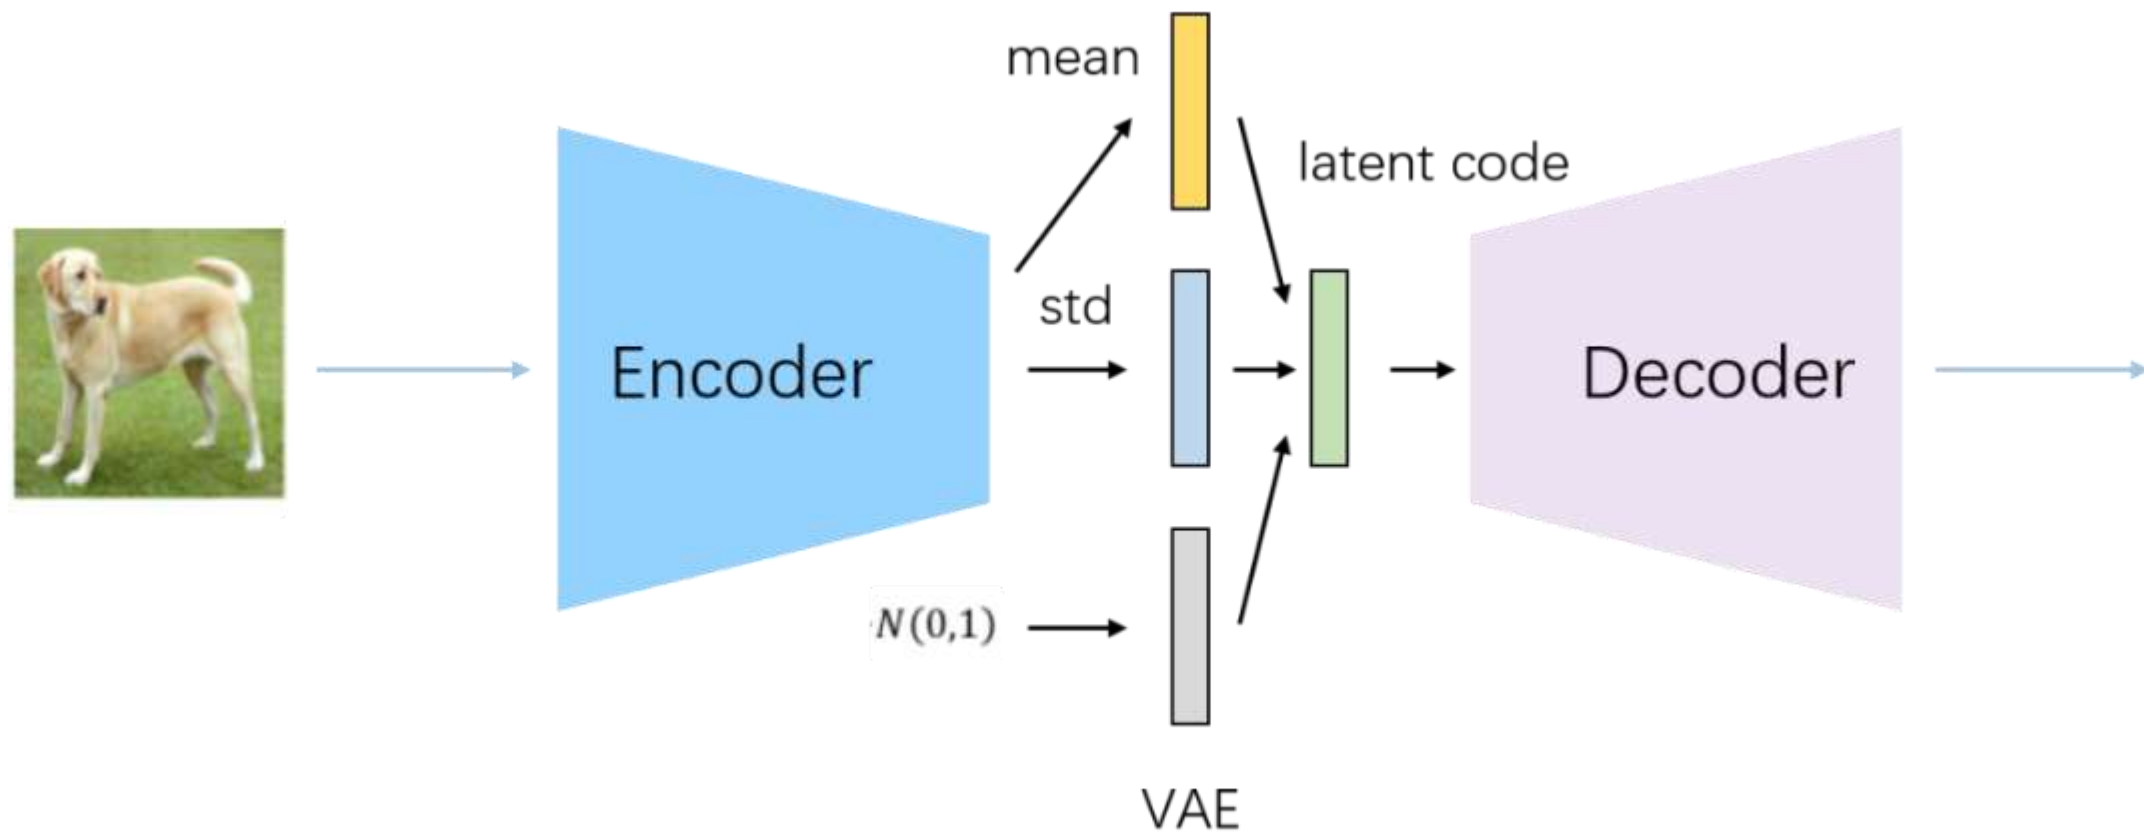 mean
latent code
std
Encoder
Decoder
N(0,1)
VAE